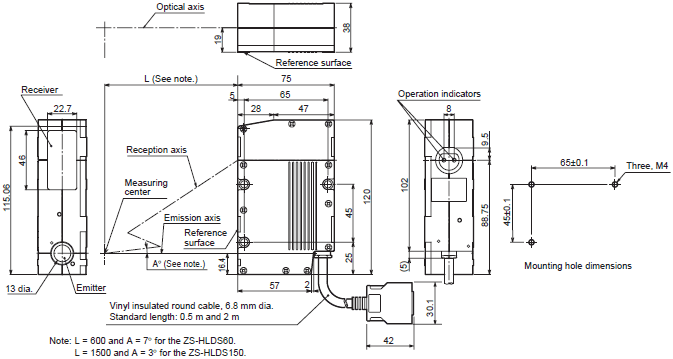 Optical axis
38
19
Reference surface
L (See note.)
75
5
65
28
47
Receiver
22.7
46
115.06
Reception axis
Measuring
center
Emission axis
Reference
surface
A° (See note.)
16.4
13 dia.
Emitter
120
45
25
57
2
Vinyl insulated round cable, 6.8 mm dia.
Standard length: 0.5 m and 2 m
30.1
42
Operation indicators
8
9.5
102
88.75
(5)
65±0.1
Three, M4
45±0.1
Mounting hole dimensions
Note: L = 600 and A = 7° for the ZS-HLDS60.
L = 1500 and A = 3° for the ZS-HLDS150.